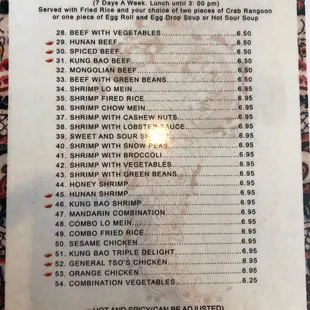 (7 Days A Week. Lunch until 3: 00 pm)
Served with Fried Rice and your choice of two pieces of Crab Rangoon
or one piece of Egg Roll and Egg Drop Soup or Hot Sour Soup
28. BEEF WITH VEGETABLES 6.50
29. HUNAN BEEF 6.50
30. SPICED BEEF 6.50
31. KUNG BAO BEEF 6.50
32. MONGOLIAN BEEF 6.50
33. BEEF WITH GREEN BEANS 6.50
34. SHRIMP LO MEIN 6.95
35. SHRIMP FIRED RICE 6.95
36. SHRIMP CHOW MEIN 6.95
37. SHRIMP WITH CASHEW NUTS 6.95
38. SHRIMP WITH LOBSTER SAUCE 6.95
39. SWEET AND SOUR 6.95
40. SHRIMP WITH SNOW PEAS 6.95
41. SHRIMP WITH BROCCOLI 6.95
42. SHRIMP WITH VEGETABLES 6.95
43. SHRIMP WITH GREEN BEANS 6.95
44. HONEY SHRIMP 6.95
45. HUNAN SHRIMP 6.95
46. KUNG BAO SHRIMP 6.95
47. MANDARIN COMBINATION 6.95
48. COMBO LO MEIN 6.95
49. COMBO FRIED RICE 6.95
50. SESAME CHICKEN 6.95
51. KUNG BAO TRIPLE DELIGHT 6.95
52. GENERAL TSO'S CHICKEN 6.95
53. ORANGE CHICKEN 6.95
54. COMBINATION VEGETABLES 6.25
HOT AND SPICY(CAN BE ADJUSTED)